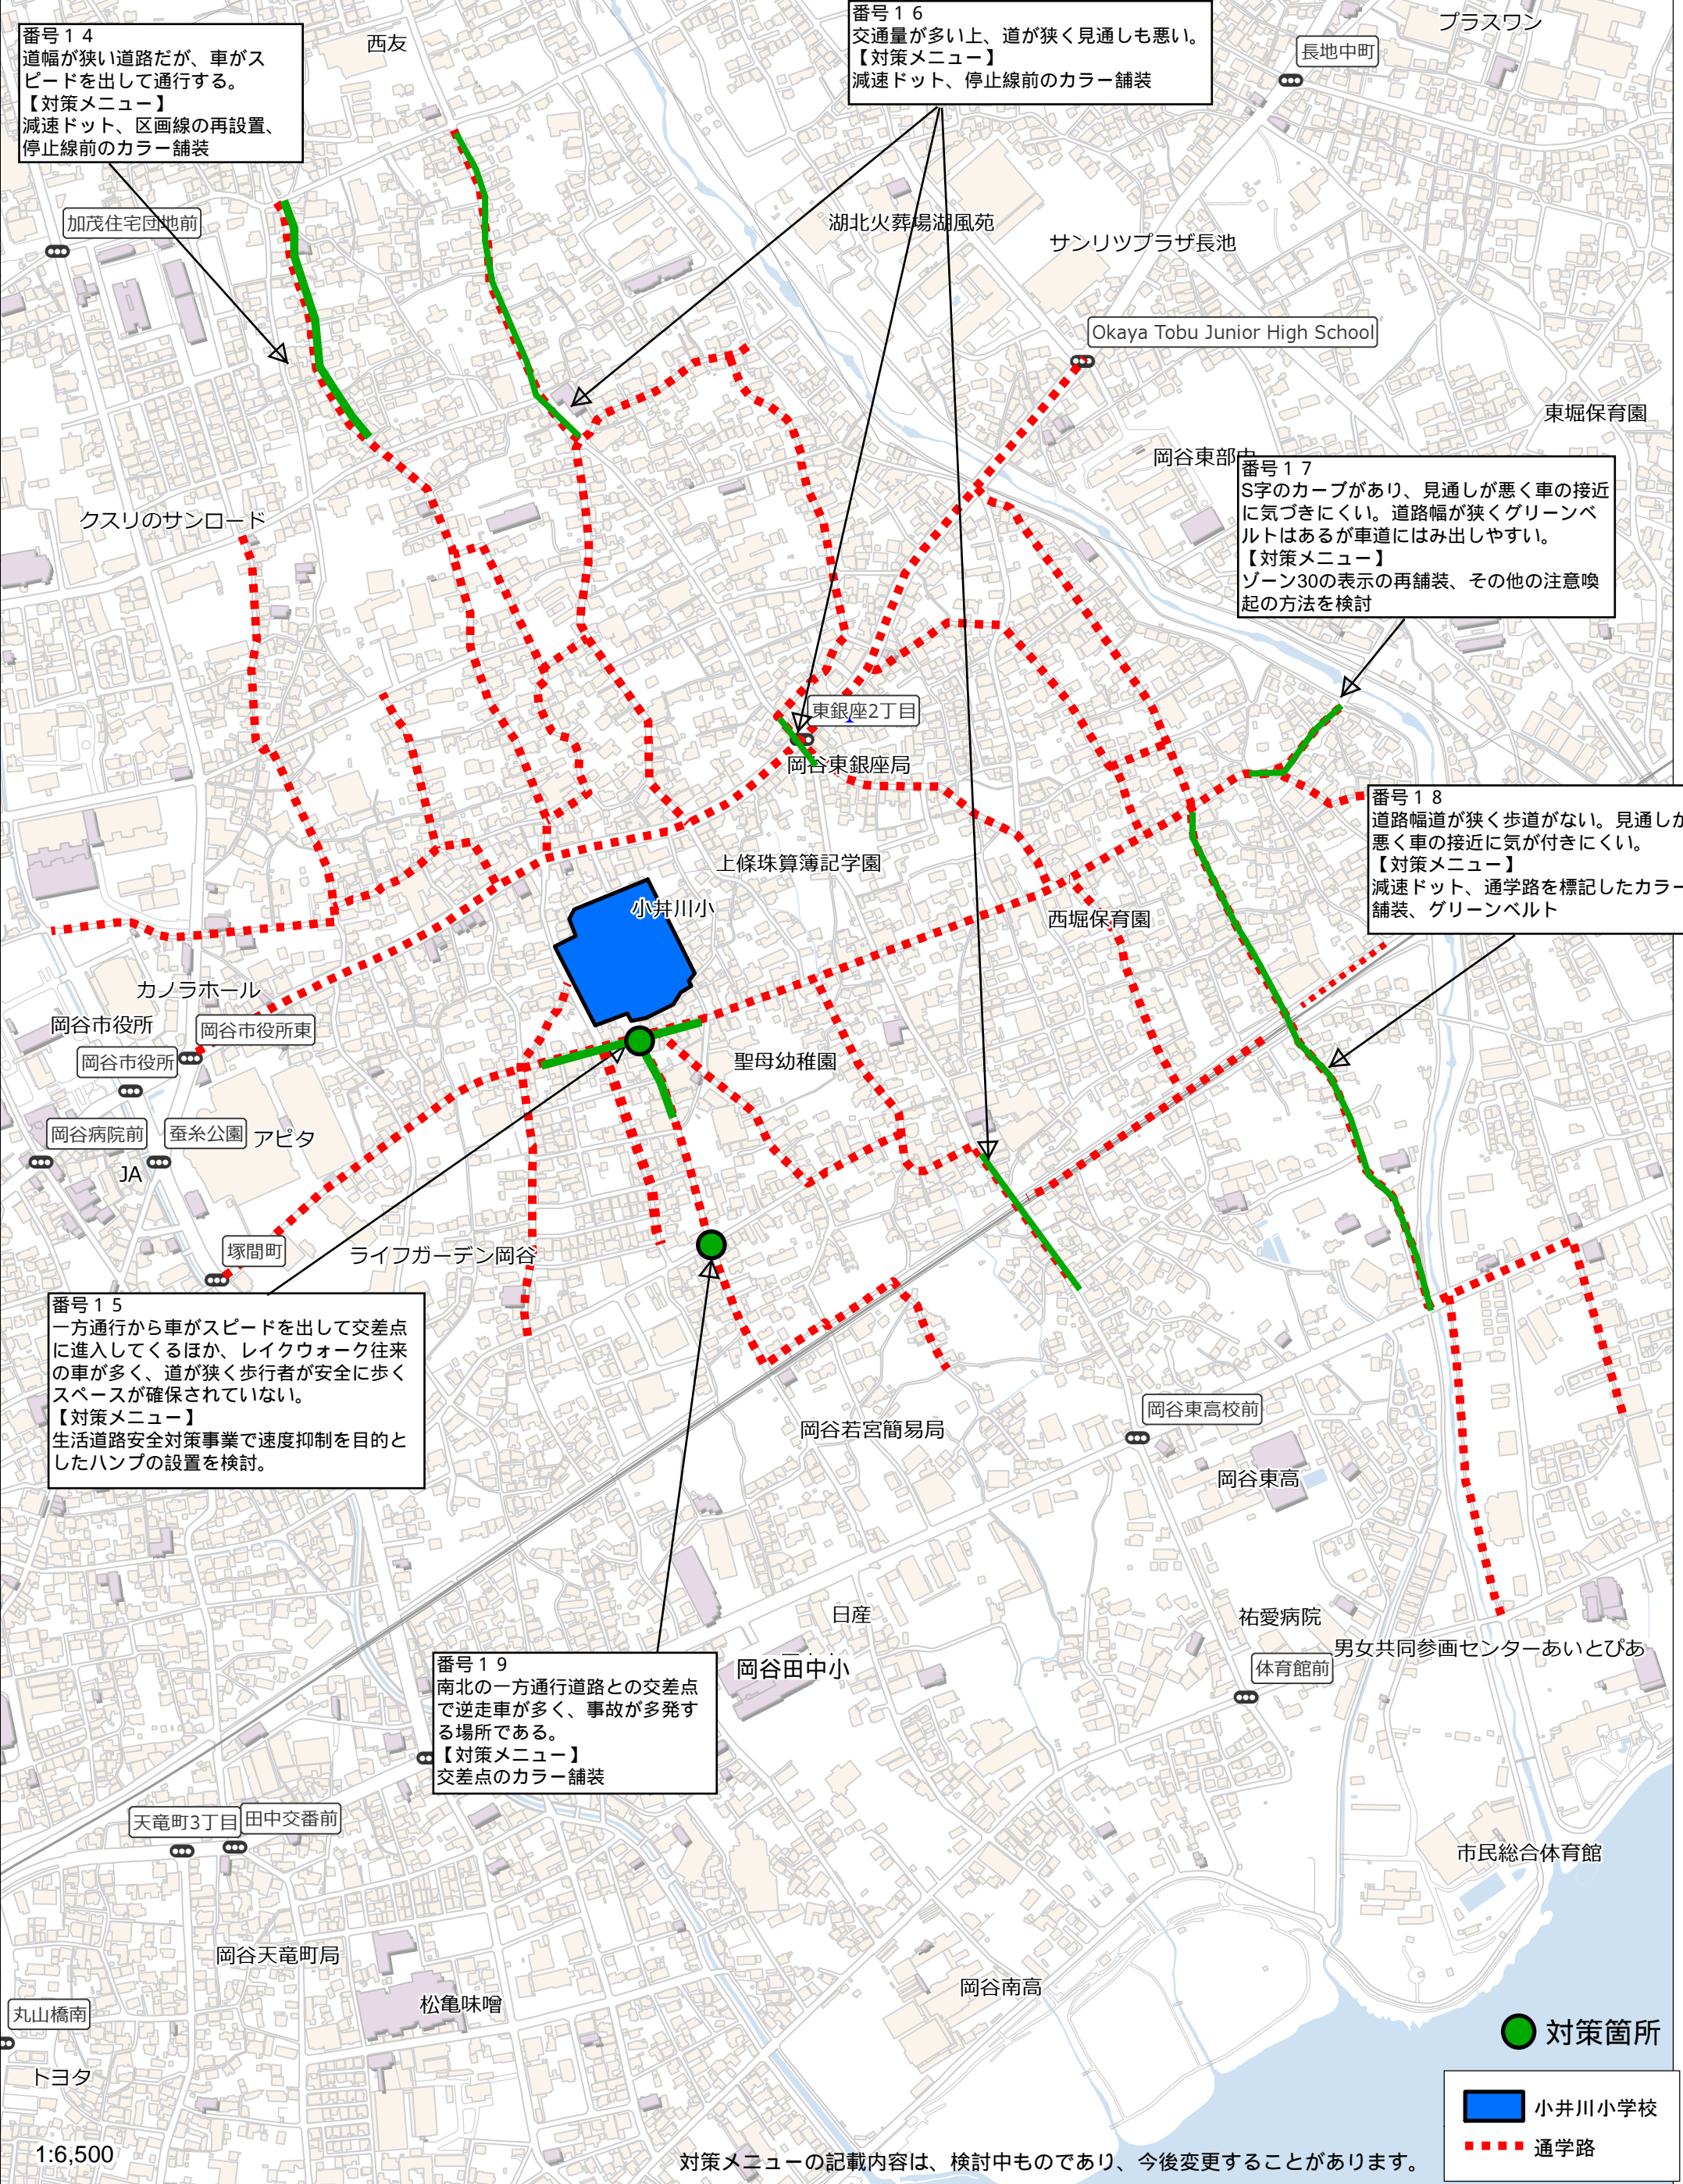 番号１４
道幅が狭い道路だが、車がス
ピードを出して通行する。
【対策メニュー】
減速ドット、区画線の再設置、
停止線前のカラー舗装
西友
番号１６
交通量が多い上、道が狭く見通しも悪い。
【対策メニュー】
減速ドット、停止線前のカラー舗装
プラスワン
長地中町
加茂住宅団地前
湖北火葬場湖風苑
サンリツプラザ長池
Okaya Tobu Junior High School
東堀保育園
岡谷東部中
番号１７
S字のカーブがあり、見通しが悪く車の接近
に気づきにくい。道路幅が狭くグリーンベ
ルトはあるが車道にはみ出しやすい。
【対策メニュー】
ゾーン30の表示の再舗装、その他の注意喚
起の方法を検討
クスリのサンロード
東銀座2丁目
岡谷東銀座局
番号１８
道路幅道が狭く歩道がない。見通しが
悪く車の接近に気が付きにくい。
【対策メニュー】
減速ドット、通学路を標記したカラー
舗装、グリーンベルト
上條珠算簿記学園
小井川小
西堀保育園
カノラホール
岡谷市役所
岡谷市役所東
岡谷市役所
聖母幼稚園
岡谷病院前
蚕糸公園
アピタ
JA
塚間町
ライフガーデン岡谷
番号１５
一方通行から車がスピードを出して交差点
に進入してくるほか、レイクウォーク往来
の車が多く、道が狭く歩行者が安全に歩く
スペースが確保されていない。
【対策メニュー】
生活道路安全対策事業で速度抑制を目的と
したハンプの設置を検討。
岡谷若宮簡易局
岡谷東高校前
岡谷東高
日産
祐愛病院
男女共同参画センターあいとぴあ
体育館前
番号１９
南北の一方通行道路との交差点
で逆走車が多く、事故が多発す
る場所である。
【対策メニュー】
交差点のカラー舗装
岡谷田中小
天竜町3丁目
田中交番前
市民総合体育館
岡谷天竜町局
岡谷南高
松亀味噌
丸山橋南
トヨタ
対策箇所
小井川小学校
通学路
1:6,500
対策メニューの記載内容は、検討中ものであり、今後変更することがあります。